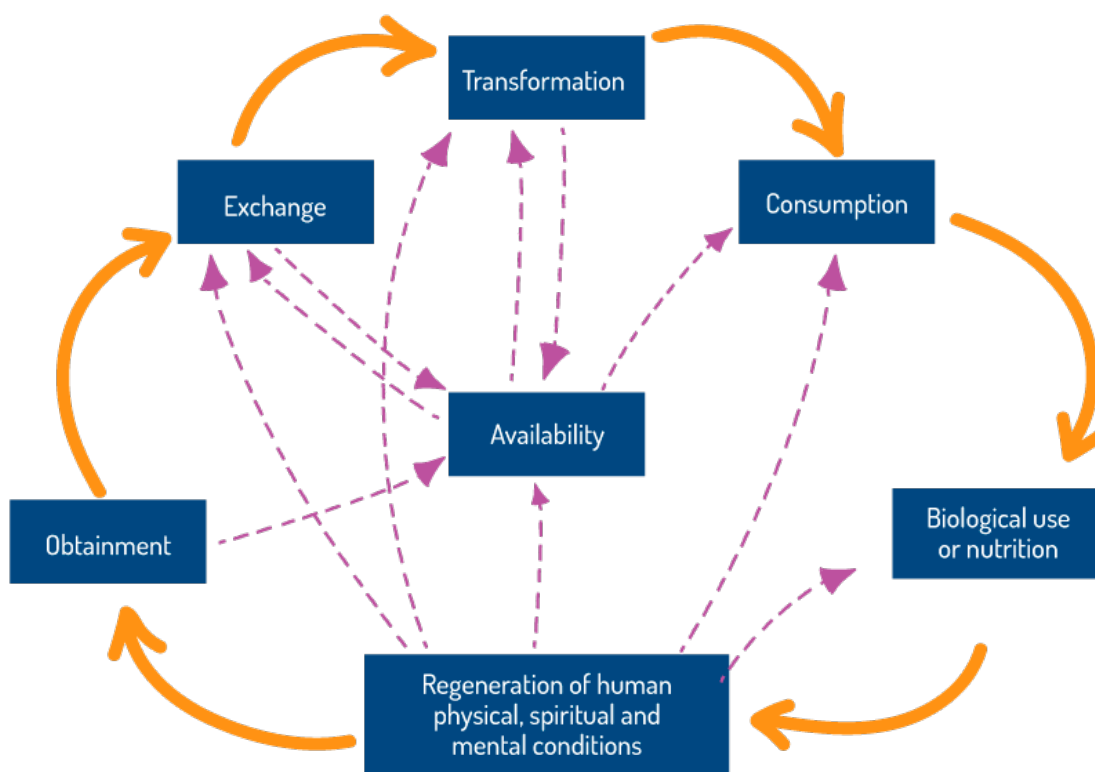 Transformation
Exchange
Consumption
Availability
Obtainment
Biological use
or nutrition
Regeneration of human
physical, spiritual and
mental conditions